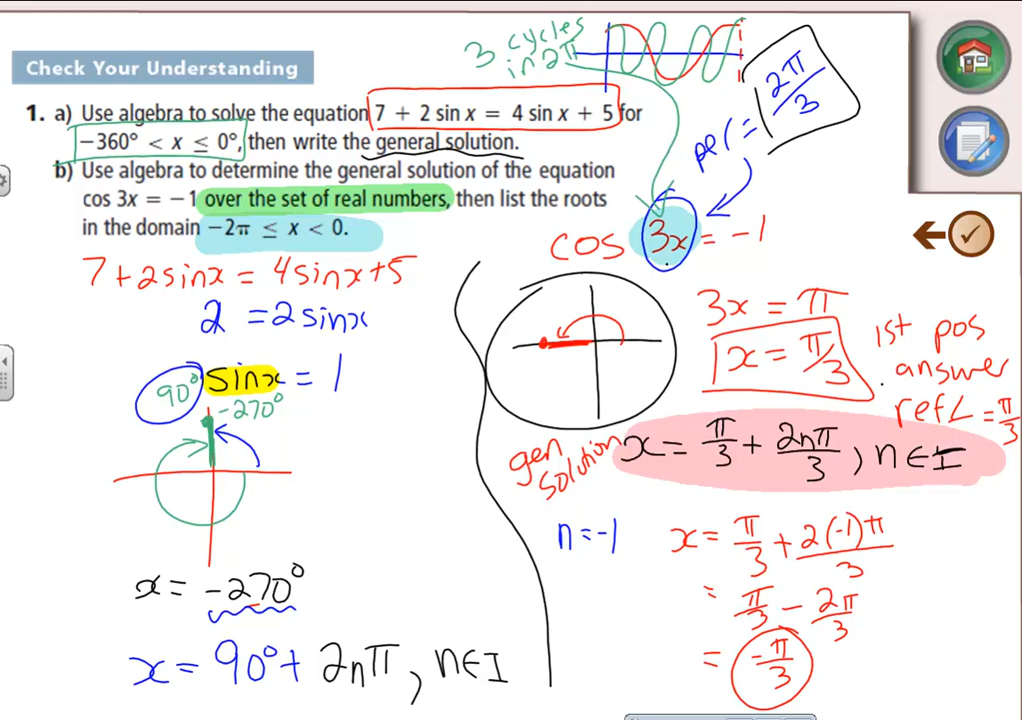 3 cycles
in 2π
Check Your Understanding
1. a) Use algebra to solve the equation 7 + 2 sin x = 4 sin x + 5 for
−360° < x ≤ 0°, then write the general solution.
b) Use algebra to determine the general solution of the equation
cos 3x = −1 over the set of real numbers, then list the roots
in the domain −2π ≤ x < 0.
per = 2π/3
7+2sinx = 4sinx+5
2 = 2sinx
90° sinx = 1
-270°
x = -270°
x = 90° + 2nπ, n∈I
cos 3x = -1
3x = π
x = π/3
1st pos
answer
ref∠ = π/3
gen
solution
x = π/3 + 2nπ/3, n∈I
n = -1
x = π/3 + 2(-1)π/3
= π/3 - 2π/3
= -π/3